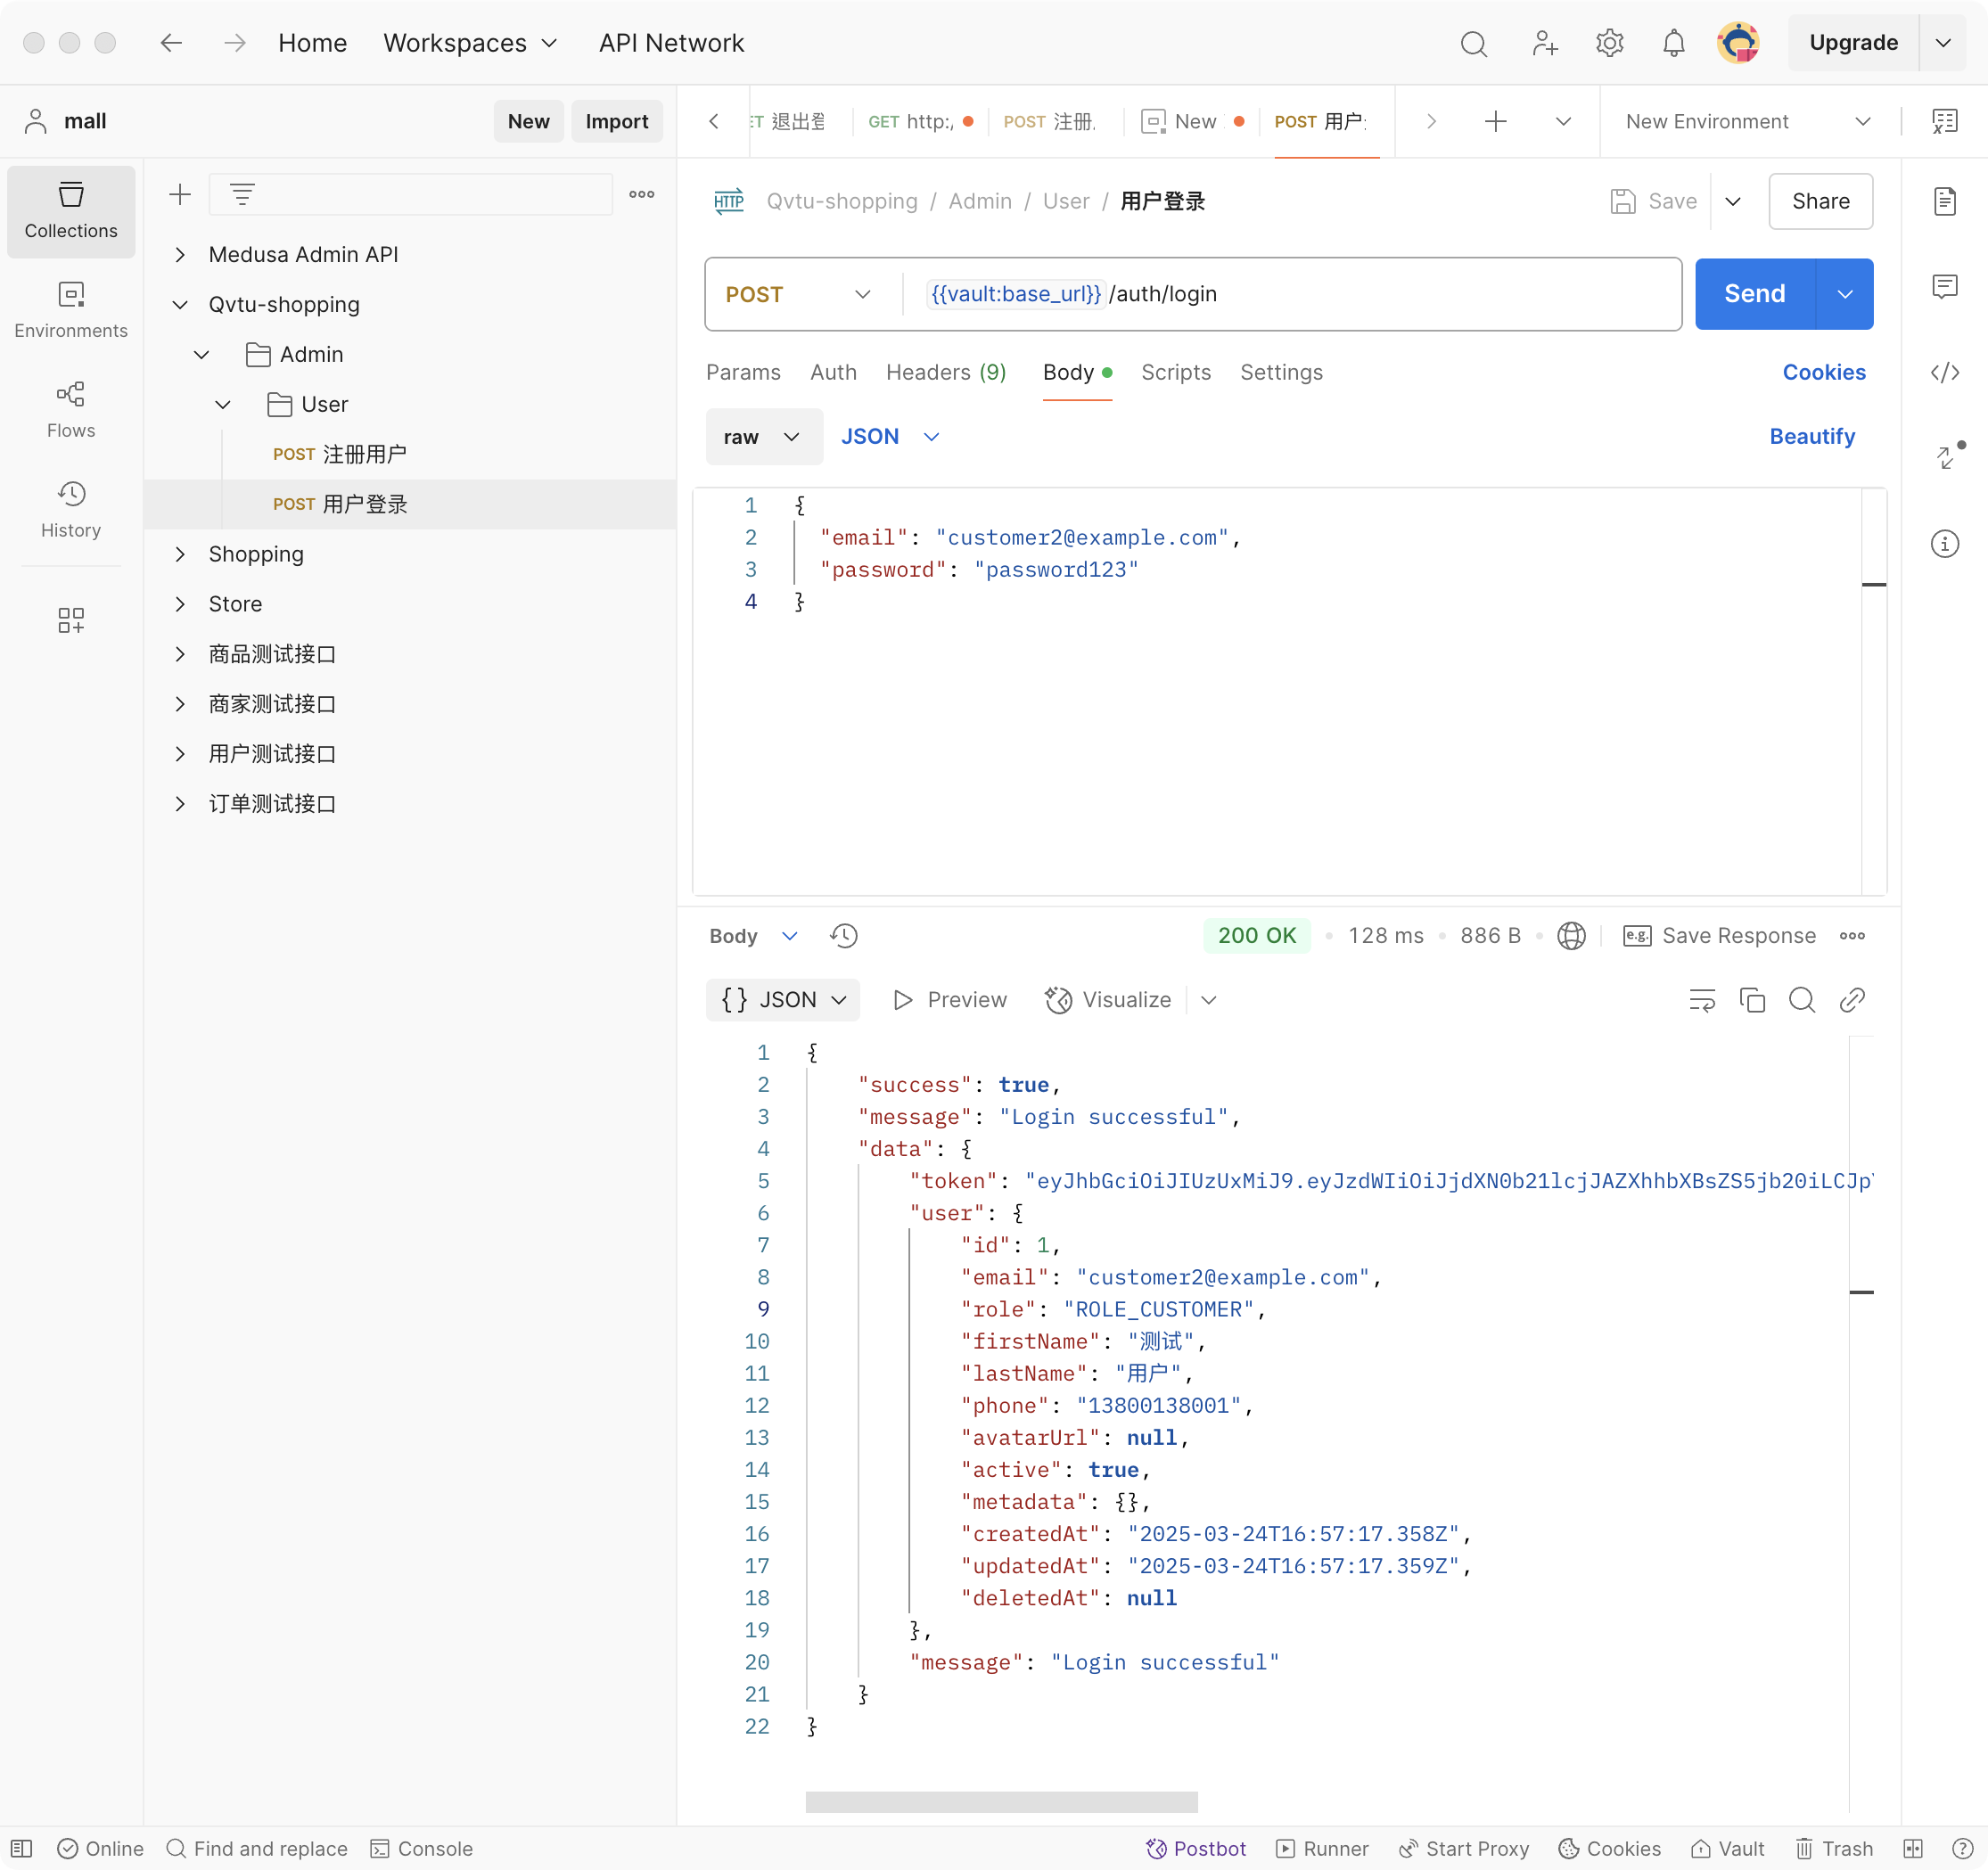 Home Workspaces API Network Upgrade
mall New Import
ET 退出登 GET http:/ POST 注册. New POST 用户: New Environment
Collections
Environments
Flows
History
Medusa Admin API
Qvtu-shopping
Admin
User
POST 注册用户
POST 用户登录
Shopping
Store
商品测试接口
商家测试接口
用户测试接口
订单测试接口
HTTP Qvtu-shopping / Admin / User / 用户登录 Save Share
POST {{vault:base_url}}/auth/login Send
Params Auth Headers (9) Body Scripts Settings Cookies
raw JSON Beautify
1 {
2 "email": "customer2@example.com",
3 "password": "password123"
4 }
Body 200 OK 128 ms 886 B e.g. Save Response
{} JSON Preview Visualize
1 {
2 "success": true,
3 "message": "Login successful",
4 "data": {
5 "token": "eyJhbGciOiJIUzUxMiJ9.eyJzdWIiOiJjdXN0b21lcjJAZXhhbXBsZS5jb20iLCJp
6 "user": {
7 "id": 1,
8 "email": "customer2@example.com",
9 "role": "ROLE_CUSTOMER",
10 "firstName": "测试",
11 "lastName": "用户",
12 "phone": "13800138001",
13 "avatarUrl": null,
14 "active": true,
15 "metadata": {},
16 "createdAt": "2025-03-24T16:57:17.358Z",
17 "updatedAt": "2025-03-24T16:57:17.359Z",
18 "deletedAt": null
19 },
20 "message": "Login successful"
21 }
22 }
Online Find and replace Console Postbot Runner Start Proxy Cookies Vault Trash